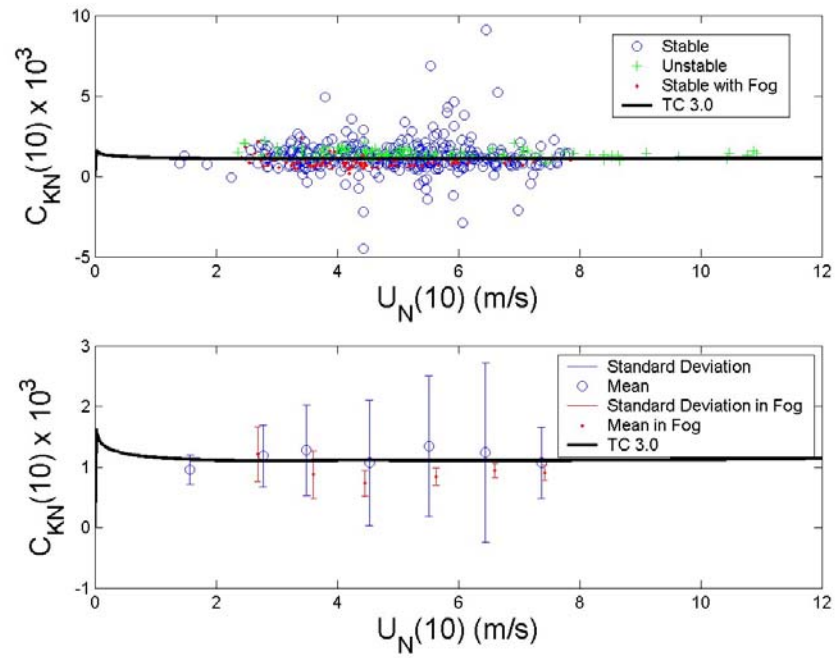 10
5
0
-5
0
2
4
6
8
10
12
C_KN(10) x 10^3
U_N(10) (m/s)
Stable
Unstable
Stable with Fog
TC 3.0
3
2
1
0
-1
0
2
4
6
8
10
12
C_KN(10) x 10^3
U_N(10) (m/s)
Standard Deviation
Mean
Standard Deviation in Fog
Mean in Fog
TC 3.0